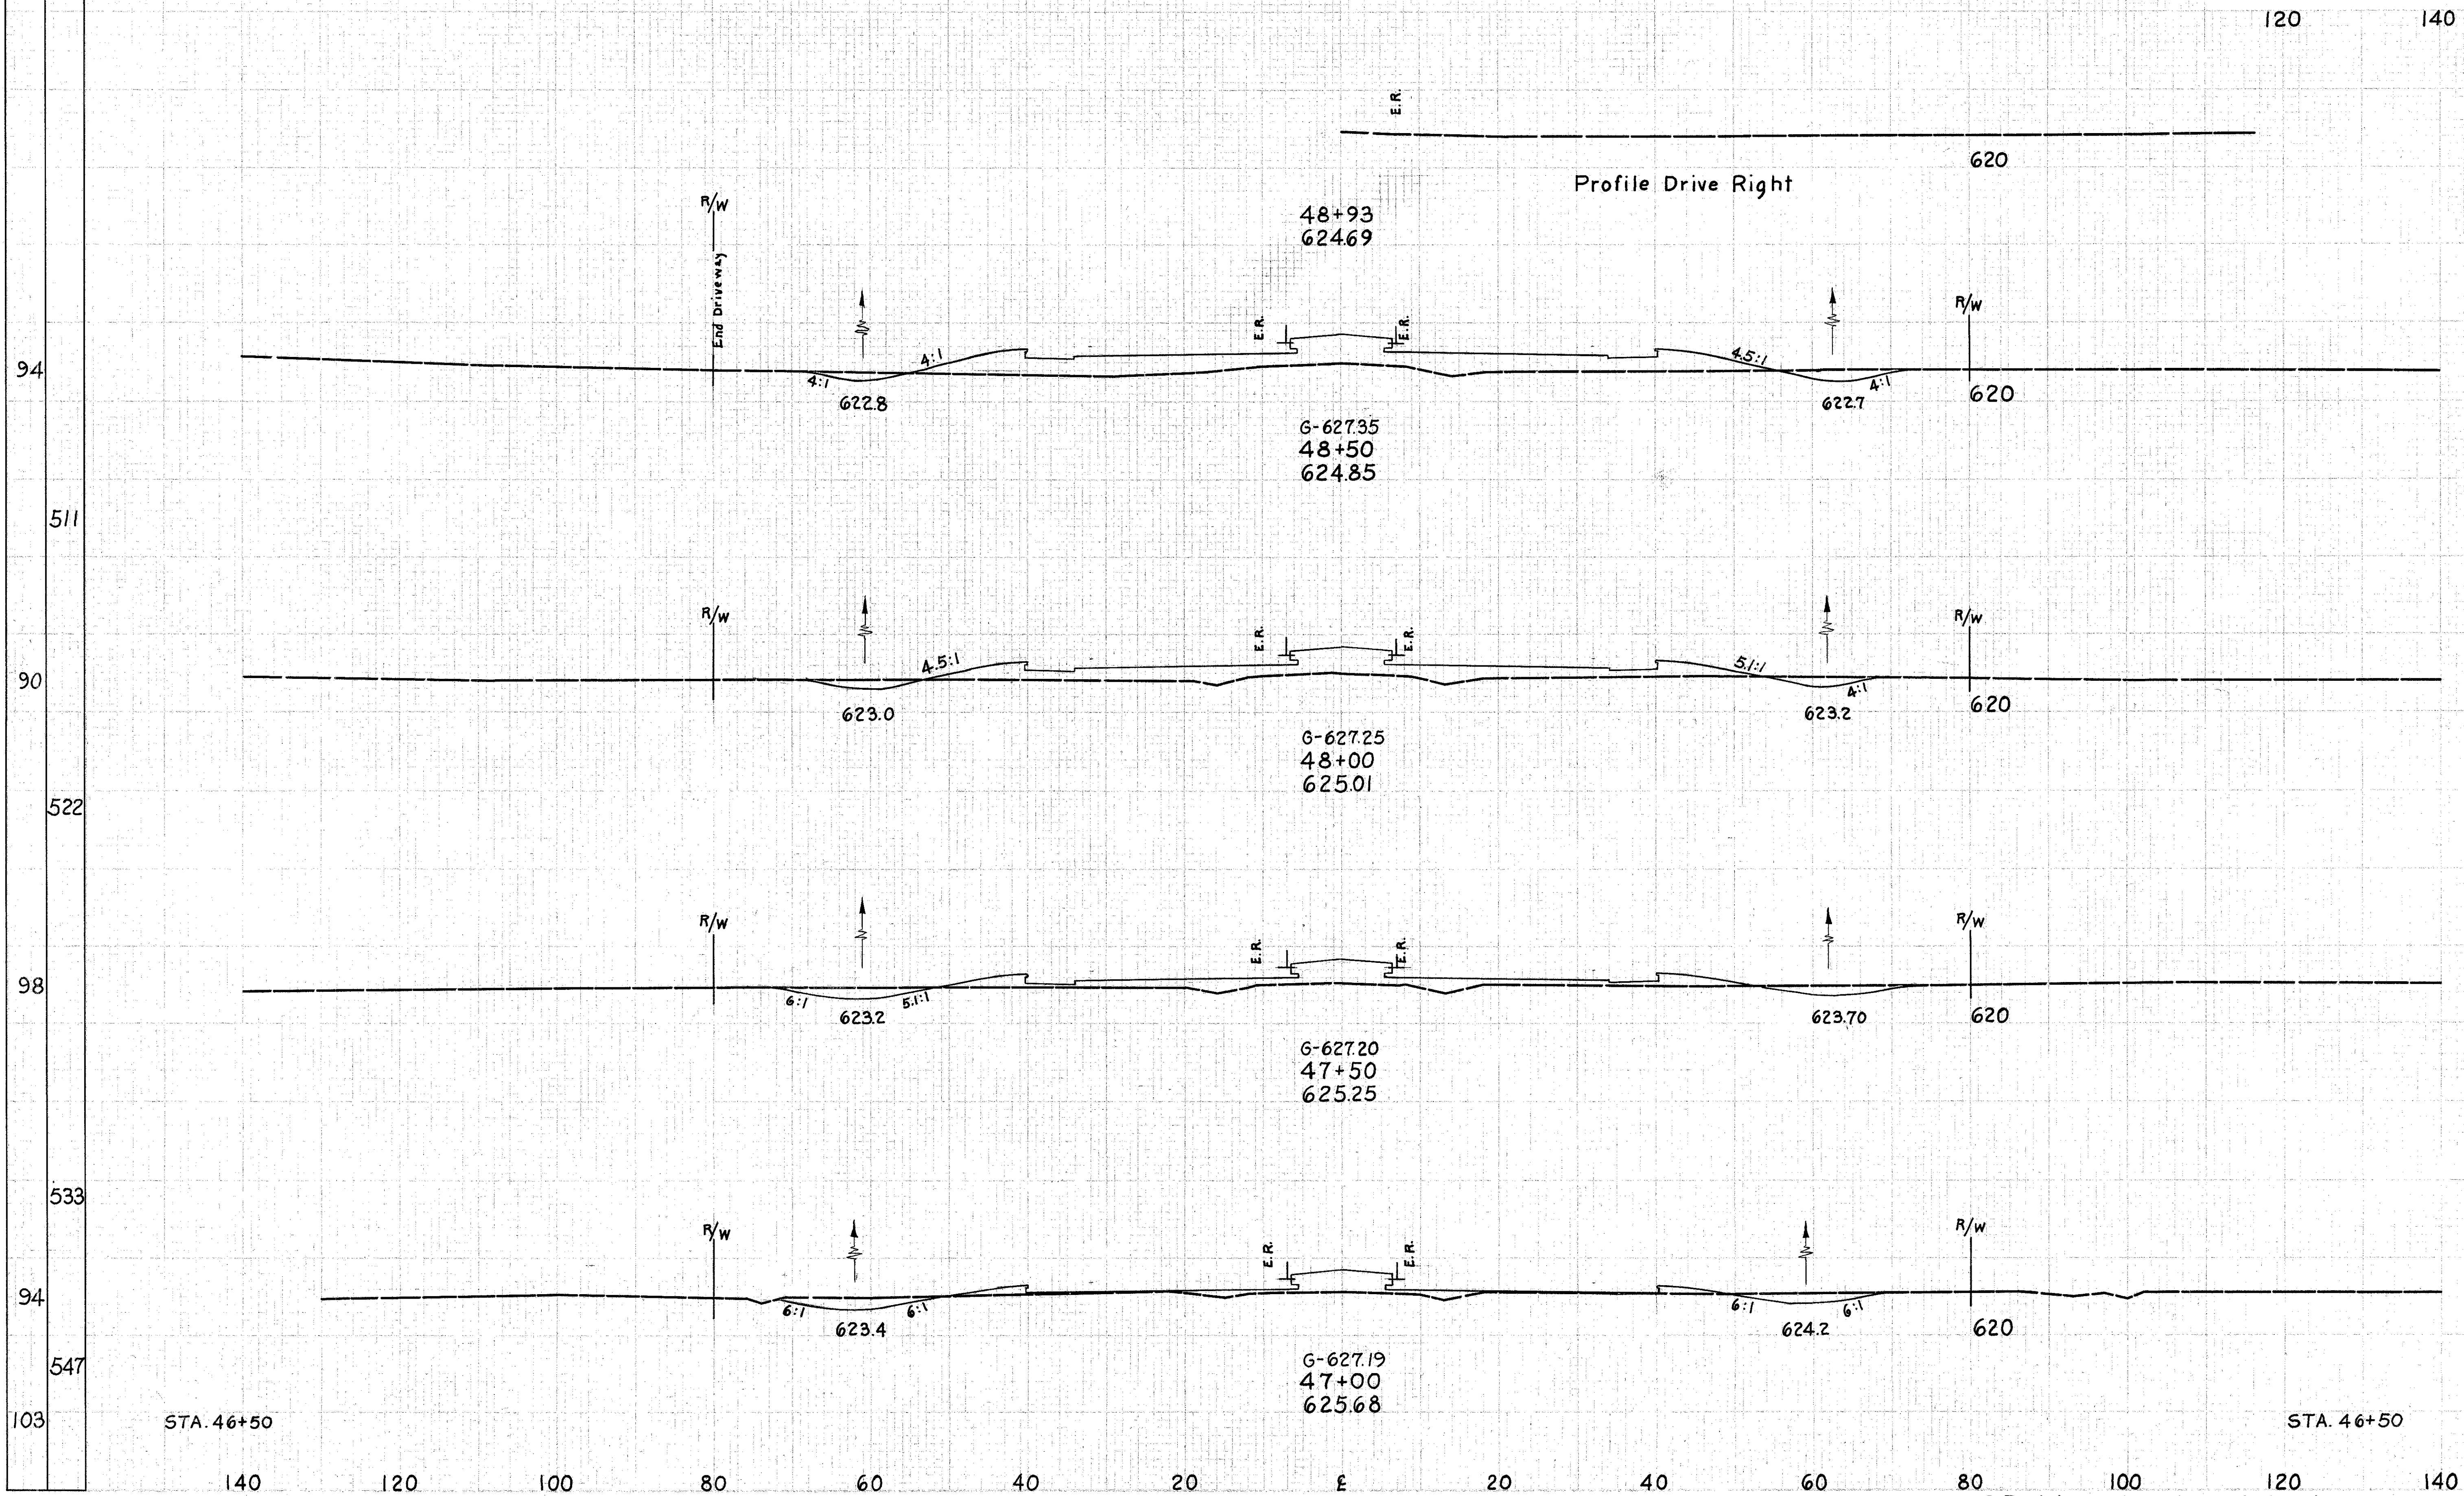 120 140
E.R.
620
Profile Drive Right
48+93
624.69
R/W
End Driveway
E.R. E.R.
R/W
94
4:1 4:1 4.5:1 4:1
622.8 622.7 620
G-627.35
48+50
624.85
511
R/W E.R. E.R. R/W
90
4.5:1 5.1:1 4:1
623.0 623.2 620
G-627.25
48+00
625.01
522
R/W E.R. E.R. R/W
98
6:1 5.1:1
623.2 623.70 620
G-627.20
47+50
625.25
533
R/W E.R. E.R. R/W
94
6:1 6:1 6:1 6:1
623.4 624.2 620
547
G-627.19
47+00
625.68
103 STA. 46+50 STA. 46+50
140 120 100 80 60 40 20 ℄ 20 40 60 80 100 120 140